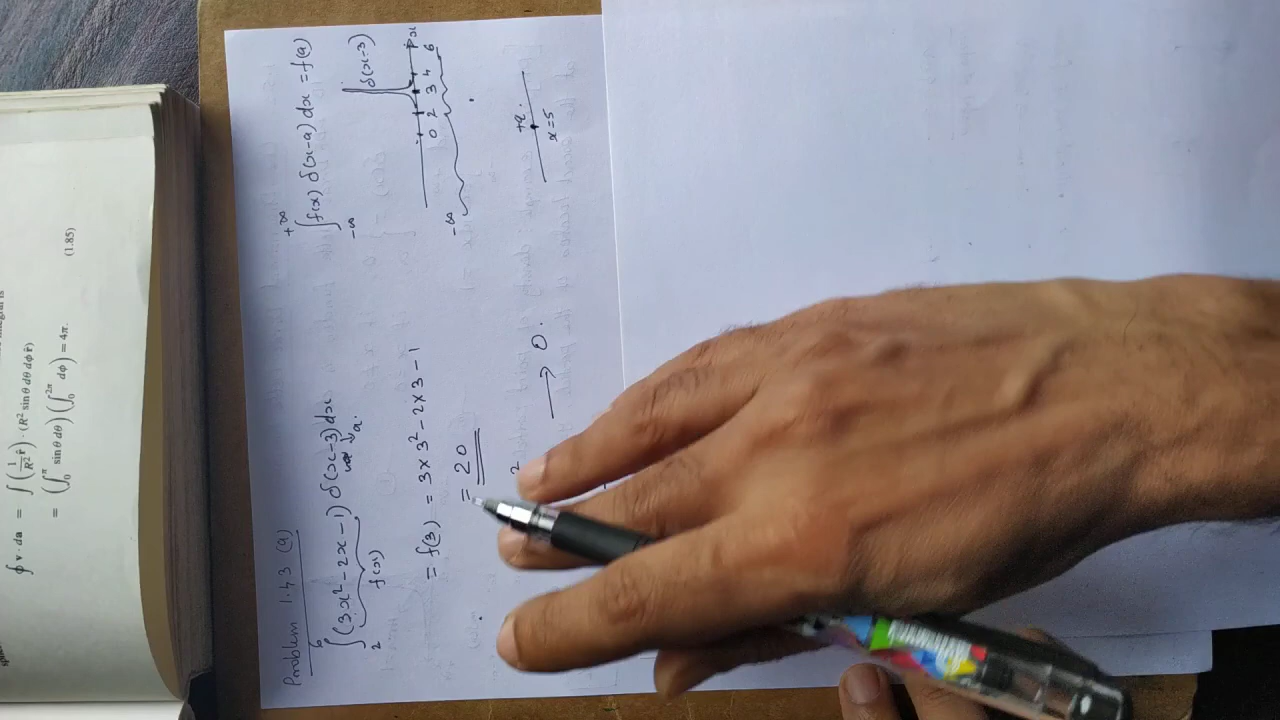 ∮ v · da = ∫ (1/R² r̂) · (R² sin θ dθ dϕ r̂)
= (∫₀^π sin θ dθ) (∫₀^2π dϕ) = 4π. (1.85)
Problem 1.43 (a)
∫₂⁶ (3x² − 2x − 1) δ(x−3) dx
f(x) a.
= f(3) = 3 × 3² − 2 × 3 − 1
= 20
→ 0.
∫₋∞^+∞ f(x) δ(x−a) dx = f(a)
δ(x−3)
0 2 3 4 6 x
-∞
x=5